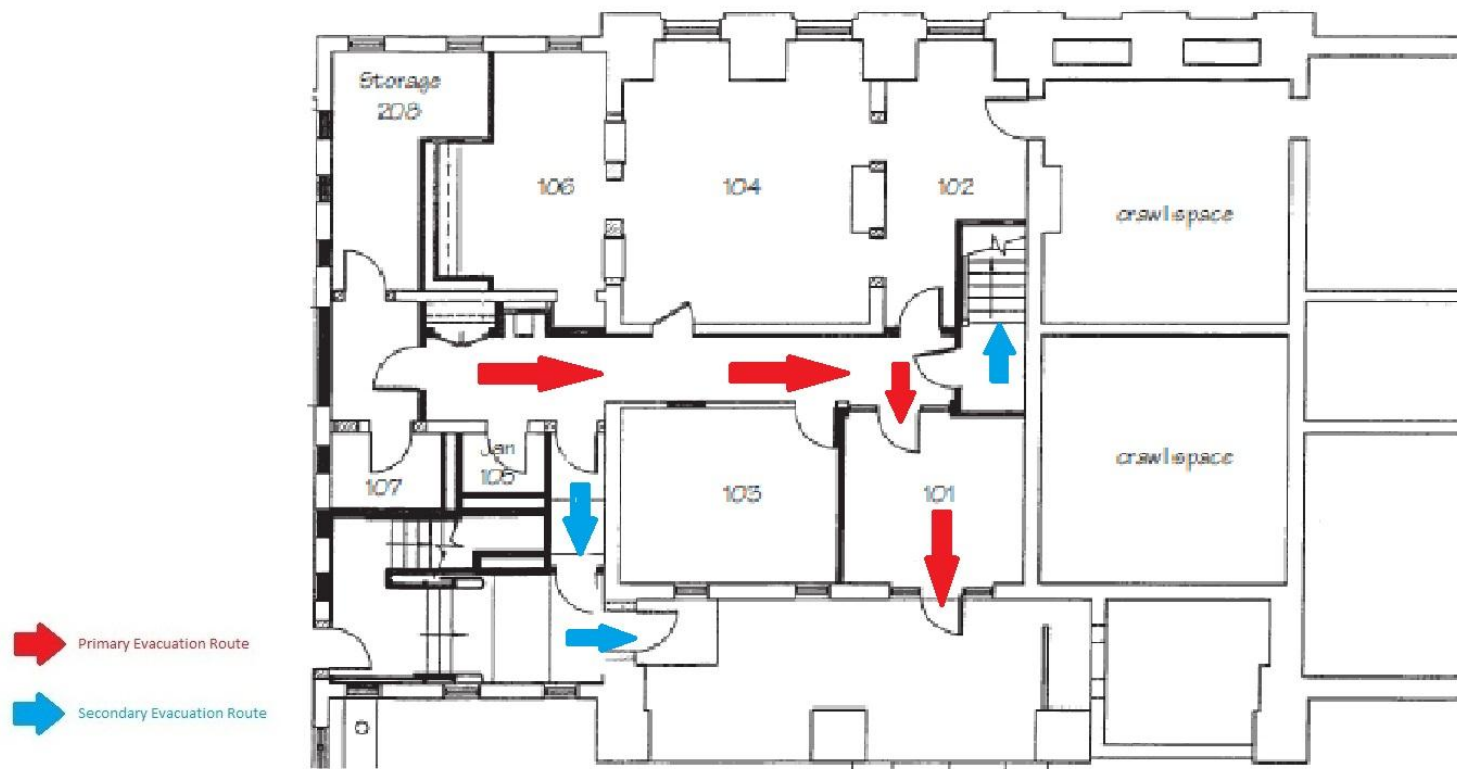 Storage
208
106
104
102
crawlspace
Jan
105
107
103
101
crawlspace
Primary Evacuation Route
Secondary Evacuation Route